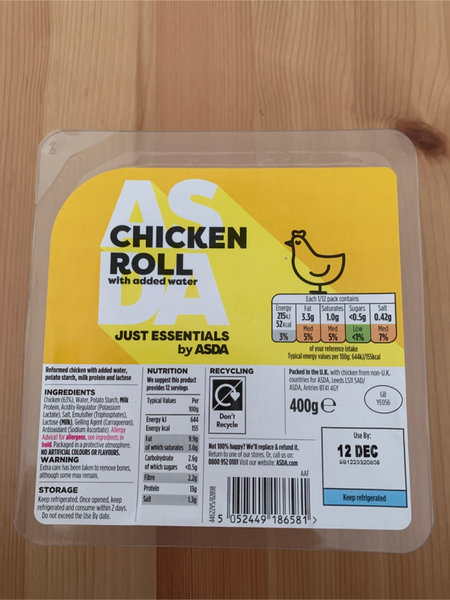 ASDA
CHICKEN
ROLL
with added water
JUST ESSENTIALS
by ASDA
Each 1/12 pack contains
Energy 215kJ 52kcal 3%
Fat 3.3g Med 5%
Saturates 1.0g Med 5%
Sugars <0.5g Low <1%
Salt 0.42g Med 7%
of your reference intake
Typical energy values per 100g: 644kJ/155kcal
Reformed chicken with added water,
potato starch, milk protein and lactose
INGREDIENTS
Chicken (63%), Water, Potato Starch, Milk
Protein, Acidity Regulator (Potassium
Lactate), Salt, Emulsifier (Triphosphates),
Lactose (Milk), Gelling Agent (Carrageenan),
Antioxidant (Sodium Ascorbate). Allergy
Advice! For allergens, see ingredients in
bold. Packaged in a protective atmosphere.
NO ARTIFICIAL COLOURS OR FLAVOURS.
WARNING
Extra care has been taken to remove bones,
although some may remain.
STORAGE
Keep refrigerated. Once opened, keep
refrigerated and consume within 2 days.
Do not exceed the Use By date.
NUTRITION
We suggest this product
provides 12 servings
Typical Values Per
100g
Energy kJ 644
Energy kcal 155
Fat 9.9g
of which saturates 3.0g
Carbohydrate 2.6g
of which sugars <0.5g
Fibre 2.2g
Protein 13g
Salt 1.3g
RECYCLING
Don't
Recycle
Packed in the U.K. with chicken from non-U.K.
countries for ASDA, Leeds LS11 5AD/
ASDA, Antrim BT41 4GY
400g e
GB
YE056
Not 100% happy? We'll replace & refund it.
Return to one of our stores. Or, call us on:
0800 952 0101 Visit our website: ASDA.com
AAF
5 052449 186581 >
Use By:
12 DEC
Keep refrigerated